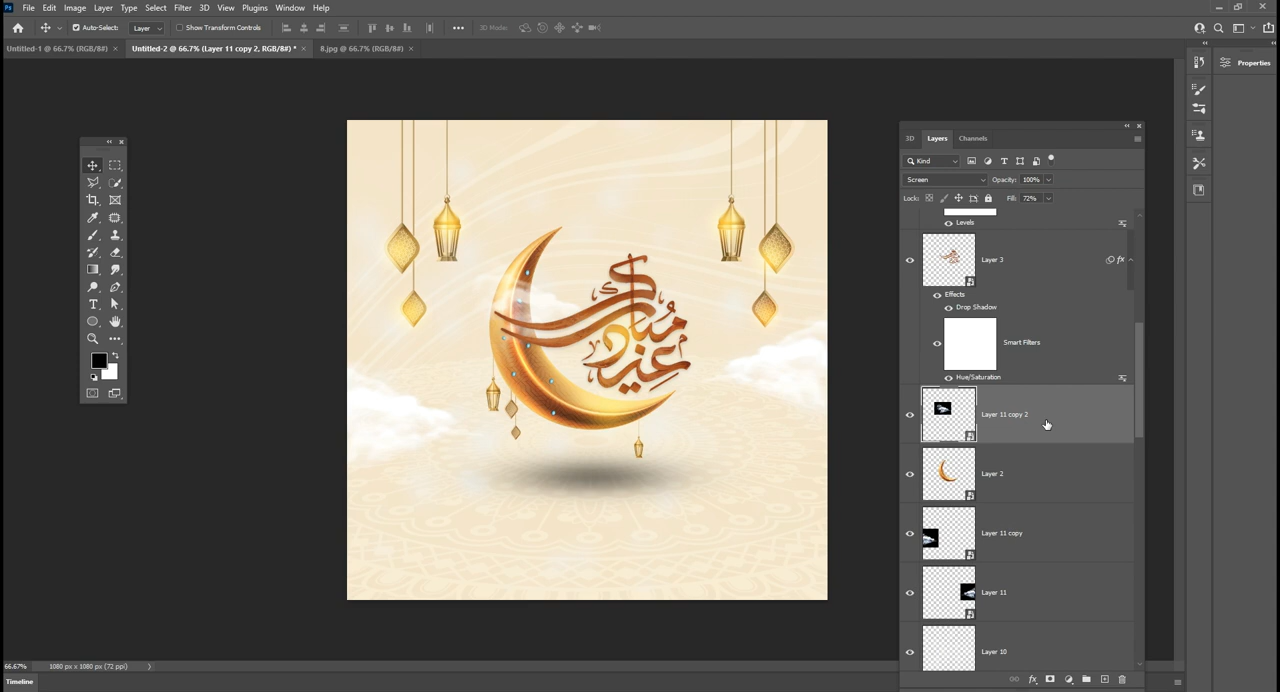 File Edit Image Layer Type Select Filter 3D View Plugins Window Help
Auto-Select: Layer Show Transform Controls 3D Mode:
Untitled-1 @ 66.7% (RGB/8#) Untitled-2 @ 66.7% (Layer 11 copy 2, RGB/8#) * 8.jpg @ 66.7% (RGB/8#)
Properties
3D Layers Channels
Kind
Screen Opacity: 100%
Lock: Fill: 72%
Levels
Layer 3 fx
Effects
Drop Shadow
Smart Filters
Hue/Saturation
Layer 11 copy 2
Layer 2
Layer 11 copy
Layer 11
Layer 10
fx
عيد مبارك
66.67% 1080 px x 1080 px (72 ppi)
Timeline